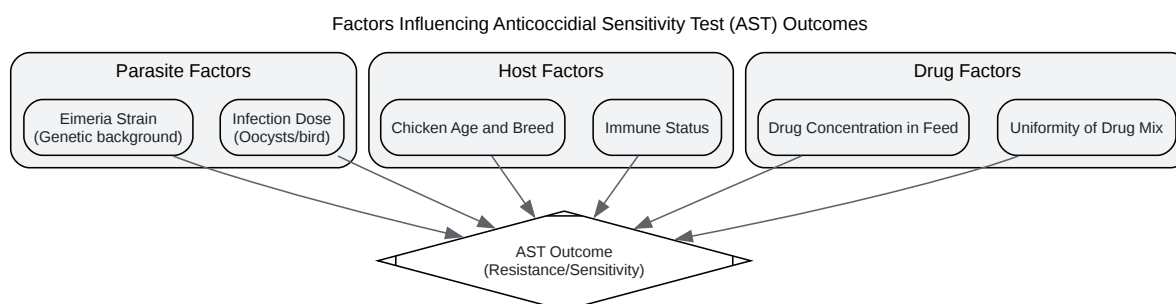 Factors Influencing Anticoccidial Sensitivity Test (AST) Outcomes
Parasite Factors
Eimeria Strain
(Genetic background)
Infection Dose
(Oocysts/bird)
Host Factors
Chicken Age and Breed
Immune Status
Drug Factors
Drug Concentration in Feed
Uniformity of Drug Mix
AST Outcome
(Resistance/Sensitivity)